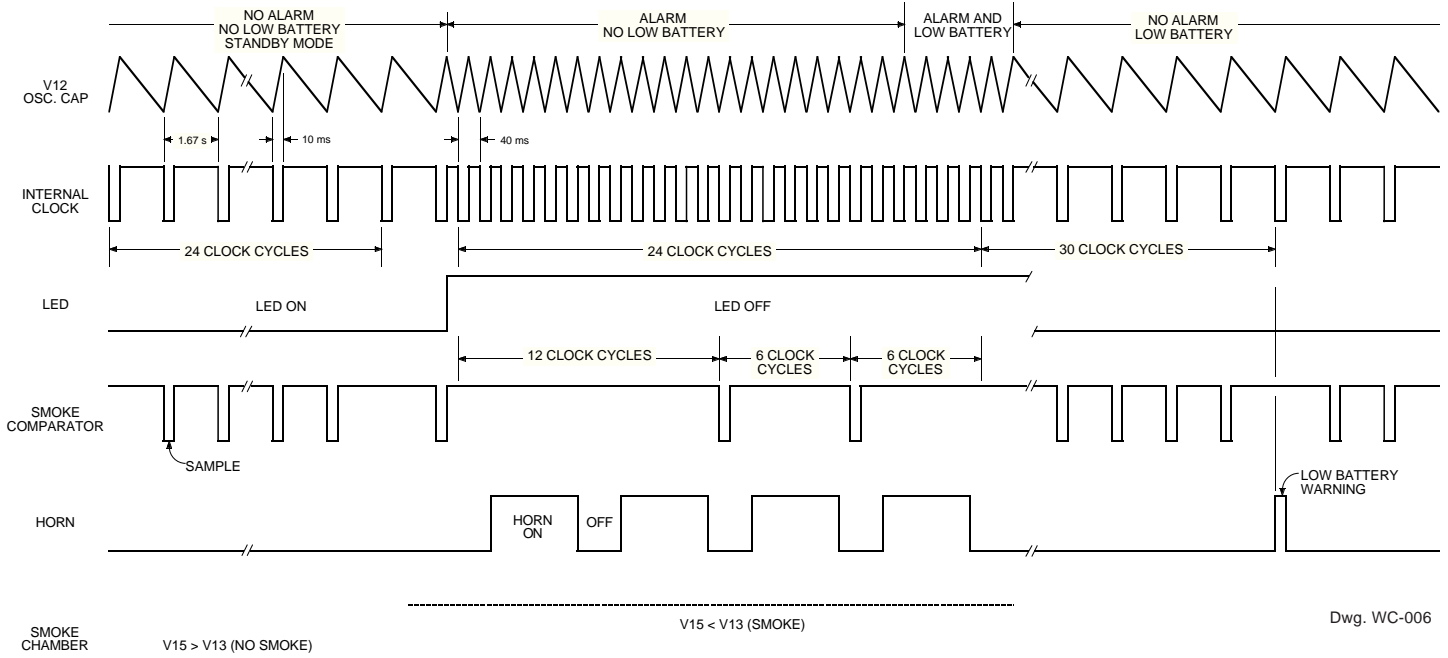 NO ALARM
NO LOW BATTERY
STANDBY MODE
ALARM
NO LOW BATTERY
ALARM AND
LOW BATTERY
NO ALARM
LOW BATTERY
V12
OSC. CAP
1.67 s
10 ms
40 ms
INTERNAL
CLOCK
24 CLOCK CYCLES
24 CLOCK CYCLES
30 CLOCK CYCLES
LED
LED ON
LED OFF
12 CLOCK CYCLES
6 CLOCK
CYCLES
6 CLOCK
CYCLES
SMOKE
COMPARATOR
SAMPLE
LOW BATTERY
WARNING
HORN
HORN
ON
OFF
V15 < V13 (SMOKE)
Dwg. WC-006
SMOKE
CHAMBER
V15 > V13 (NO SMOKE)